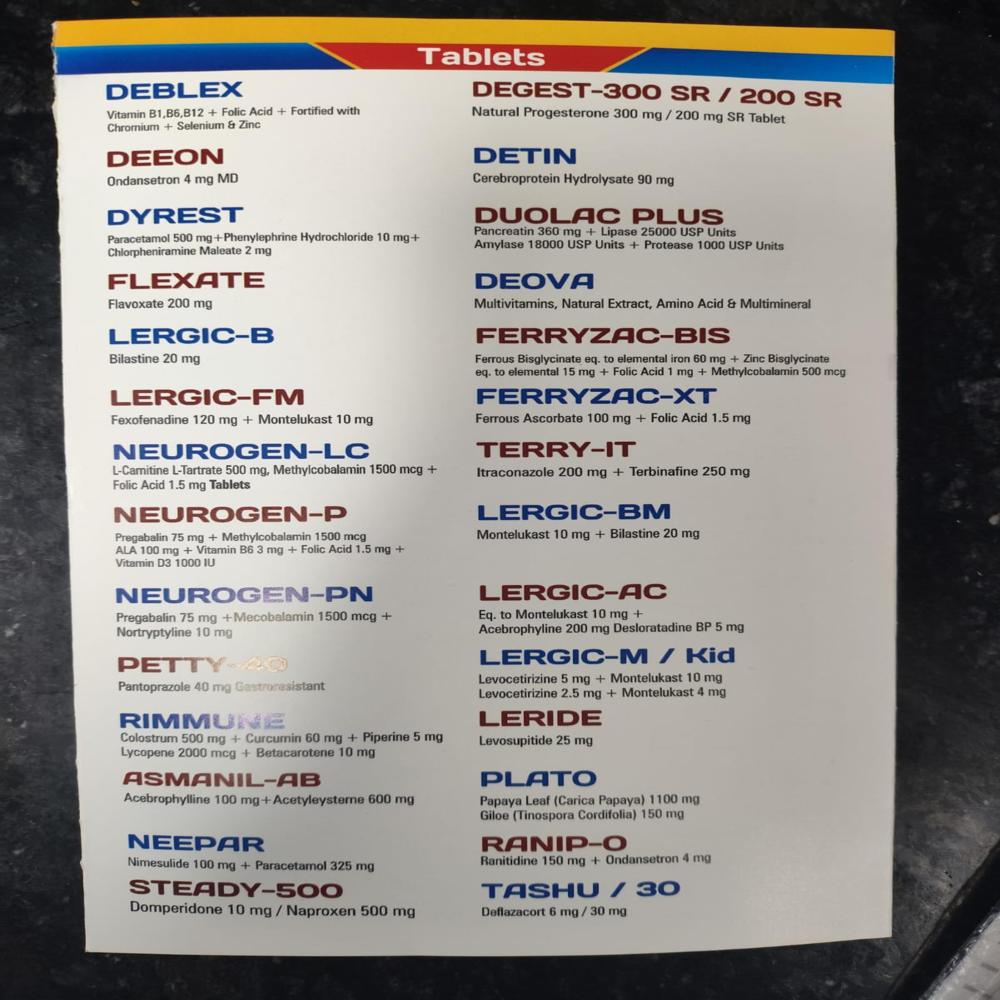 Tablets
DEBLEX
Vitamin B1,B6,B12 + Folic Acid + Fortified with
Chromium + Selenium & Zinc
DEEON
Ondansetron 4 mg MD
DYREST
Paracetamol 500 mg+Phenylephrine Hydrochloride 10 mg+
Chlorpheniramine Maleate 2 mg
FLEXATE
Flavoxate 200 mg
LERGIC-B
Bilastine 20 mg
LERGIC-FM
Fexofenadine 120 mg + Montelukast 10 mg
NEUROGEN-LC
L-Carnitine L-Tartrate 500 mg, Methylcobalamin 1500 mcg +
Folic Acid 1.5 mg Tablets
NEUROGEN-P
Pregabalin 75 mg + Methylcobalamin 1500 mcg
ALA 100 mg + Vitamin B6 3 mg + Folic Acid 1.5 mg +
Vitamin D3 1000 IU
NEUROGEN-PN
Pregabalin 75 mg +Mecobalamin 1500 mcg +
Nortryptyline 10 mg
PETTY-40
Pantoprazole 40 mg Gastroresistant
RIMMUNE
Colostrum 500 mg + Curcumin 60 mg + Piperine 5 mg
Lycopene 2000 mcg + Betacarotene 10 mg
ASMANIL-AB
Acebrophylline 100 mg+Acetyleysterne 600 mg
NEEPAR
Nimesulide 100 mg + Paracetamol 325 mg
STEADY-500
Domperidone 10 mg / Naproxen 500 mg
DEGEST-300 SR / 200 SR
Natural Progesterone 300 mg / 200 mg SR Tablet
DETIN
Cerebroprotein Hydrolysate 90 mg
DUOLAC PLUS
Pancreatin 360 mg + Lipase 25000 USP Units
Amylase 18000 USP Units + Protease 1000 USP Units
DEOVA
Multivitamins, Natural Extract, Amino Acid & Multimineral
FERRYZAC-BIS
Ferrous Bisglycinate eq. to elemental iron 60 mg + Zinc Bisglycinate
eq. to elemental 15 mg + Folic Acid 1 mg + Methylcobalamin 500 mcg
FERRYZAC-XT
Ferrous Ascorbate 100 mg + Folic Acid 1.5 mg
TERRY-IT
Itraconazole 200 mg + Terbinafine 250 mg
LERGIC-BM
Montelukast 10 mg + Bilastine 20 mg
LERGIC-AC
Eq. to Montelukast 10 mg +
Acebrophyline 200 mg Desloratadine BP 5 mg
LERGIC-M / Kid
Levocetirizine 5 mg + Montelukast 10 mg
Levocetirizine 2.5 mg + Montelukast 4 mg
LERIDE
Levosupitide 25 mg
PLATO
Papaya Leaf (Carica Papaya) 1100 mg
Giloe (Tinospora Cordifolia) 150 mg
RANIP-O
Ranitidine 150 mg + Ondansetron 4 mg
TASHU / 30
Deflazacort 6 mg / 30 mg